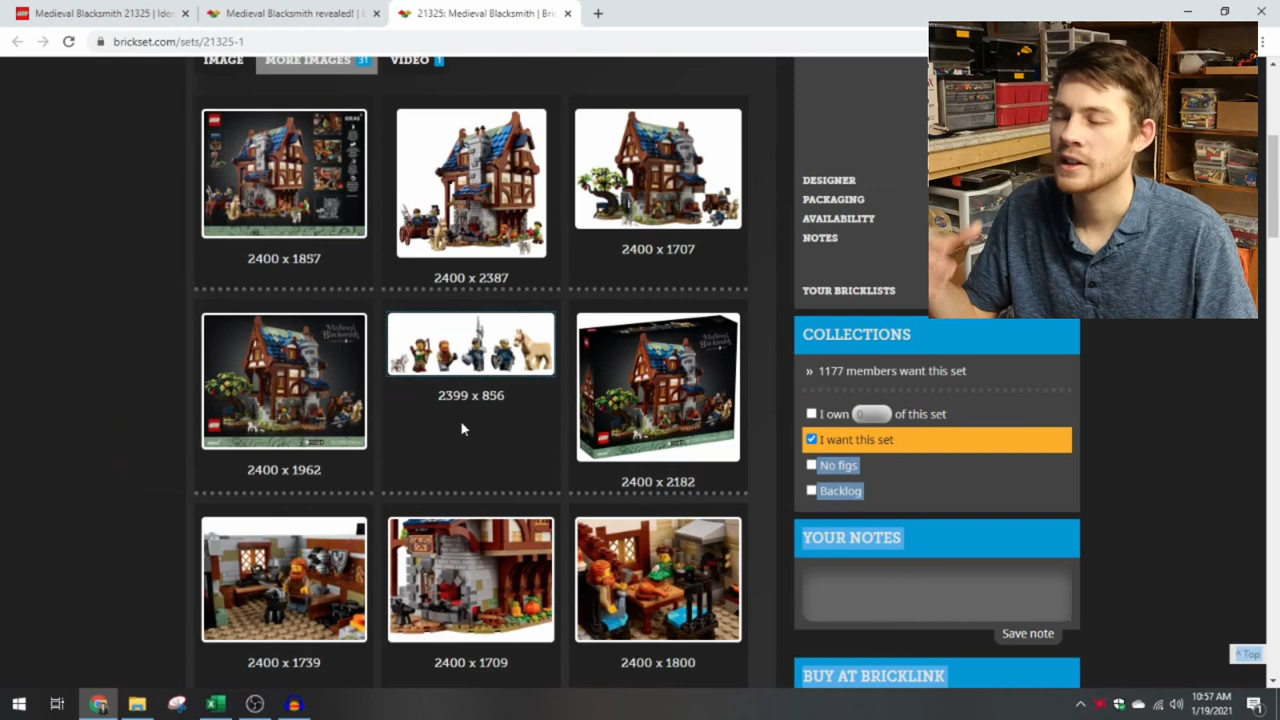 Medieval Blacksmith 21325 | Idea
Medieval Blacksmith revealed! | B
21325: Medieval Blacksmith | Bric
brickset.com/sets/21325-1
IMAGE
MORE IMAGES 31
VIDEO 1
2400 x 1857
2400 x 2387
2400 x 1707
2400 x 1962
2399 x 856
2400 x 2182
2400 x 1739
2400 x 1709
2400 x 1800
DESIGNER
PACKAGING
AVAILABILITY
NOTES
YOUR BRICKLISTS
COLLECTIONS
» 1177 members want this set
I own 0 of this set
I want this set
No figs
Backlog
YOUR NOTES
Save note
BUY AT BRICKLINK
^ Top
10:57 AM
1/19/2021